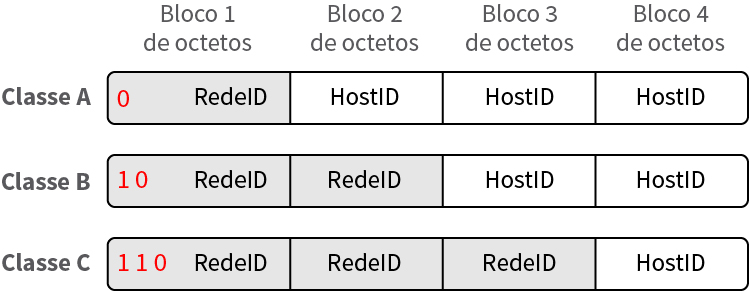 Bloco 1 Bloco 2 Bloco 3 Bloco 4
de octetos de octetos de octetos de octetos
Classe A 0 RedeID HostID HostID HostID
Classe B 1 0 RedeID RedeID HostID HostID
Classe C 1 1 0 RedeID RedeID RedeID HostID